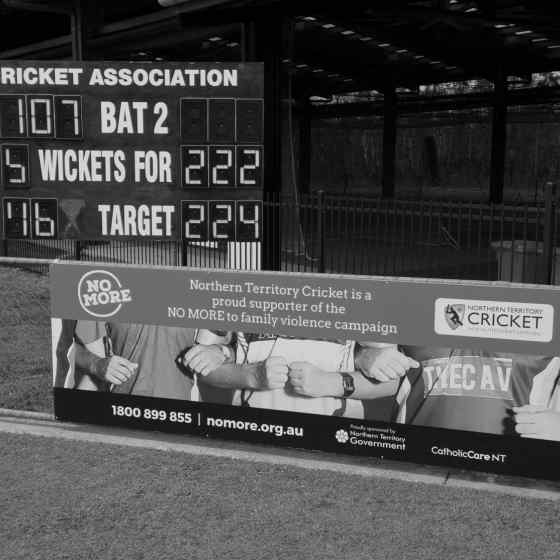 RICKET ASSOCIATION
107 BAT 2
5 WICKETS FOR 222
46 TARGET 224
NO MORE
Northern Territory Cricket is a
proud supporter of the
NO MORE to family violence campaign
NORTHERN TERRITORY
CRICKET
1800 899 855 | nomore.org.au
Proudly sponsored by
Northern Territory
Government
CatholicCare NT